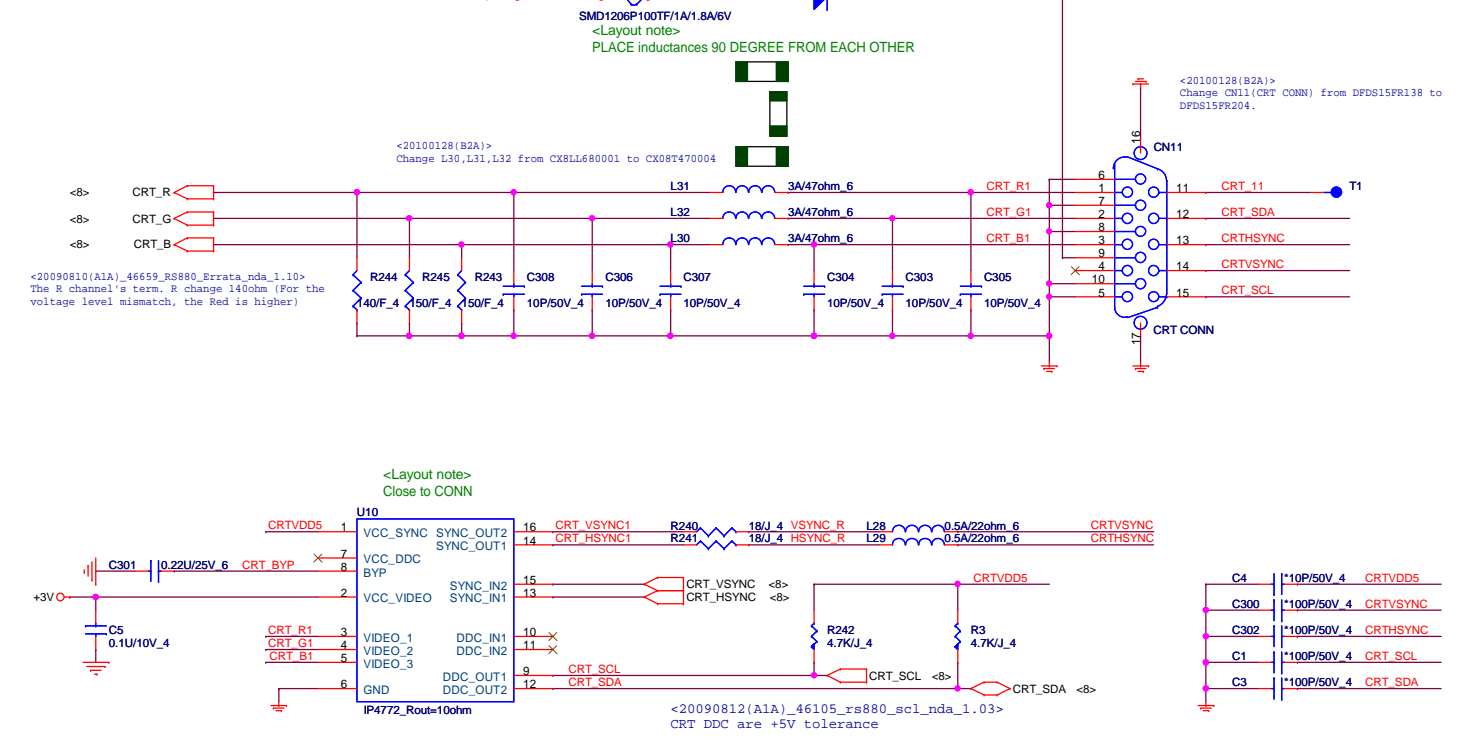 SMD1206P100TF/1A/1.8A/6V
<Layout note>
PLACE inductances 90 DEGREE FROM EACH OTHER
<20100128(B2A)>
Change CN11(CRT CONN) from DFDS15FR138 to
DFDS15FR204.
<20100128(B2A)>
Change L30,L31,L32 from CX8LL680001 to CX08T470004
16
CN11
<8> CRT_R L31 3A/47ohm_6 CRT_R1
<8> CRT_G L32 3A/47ohm_6 CRT_G1
<8> CRT_B L30 3A/47ohm_6 CRT_B1
6
1
7
2
8
3
9
4
10
5
11 CRT_11 T1
12 CRT_SDA
13 CRTHSYNC
14 CRTVSYNC
15 CRT_SCL
17
CRT CONN
<20090810(A1A)_46659_RS880_Errata_nda_1.10>
The R channel's term. R change 140ohm (For the
voltage level mismatch, the Red is higher)
R244 R245 R243 C308 C306 C307 C304 C303 C305
140/F_4 150/F_4 150/F_4 10P/50V_4 10P/50V_4 10P/50V_4 10P/50V_4 10P/50V_4 10P/50V_4
<Layout note>
Close to CONN
U10
CRTVDD5 1 VCC_SYNC SYNC_OUT2 16 CRT_VSYNC1 R240 18/J_4 VSYNC_R L28 0.5A/22ohm_6 CRTVSYNC
SYNC_OUT1 14 CRT_HSYNC1 R241 18/J_4 HSYNC_R L29 0.5A/22ohm_6 CRTHSYNC
7 VCC_DDC
C301 0.22U/25V_6 CRT_BYP 8 BYP
SYNC_IN2 15 CRT_VSYNC <8>
+3V 2 VCC_VIDEO SYNC_IN1 13 CRT_HSYNC <8>
CRTVDD5
C5
0.1U/10V_4
CRT_R1 3 VIDEO_1 DDC_IN1 10
CRT_G1 4 VIDEO_2 DDC_IN2 11
CRT_B1 5 VIDEO_3
R242
4.7K/J_4
R3
4.7K/J_4
DDC_OUT1 9 CRT_SCL CRT_SCL <8>
6 GND DDC_OUT2 12 CRT_SDA CRT_SDA <8>
IP4772_Rout=10ohm
<20090812(A1A)_46105_rs880_scl_nda_1.03>
CRT DDC are +5V tolerance
C4 *10P/50V_4 CRTVDD5
C300 *100P/50V_4 CRTVSYNC
C302 *100P/50V_4 CRTHSYNC
C1 *100P/50V_4 CRT_SCL
C3 *100P/50V_4 CRT_SDA